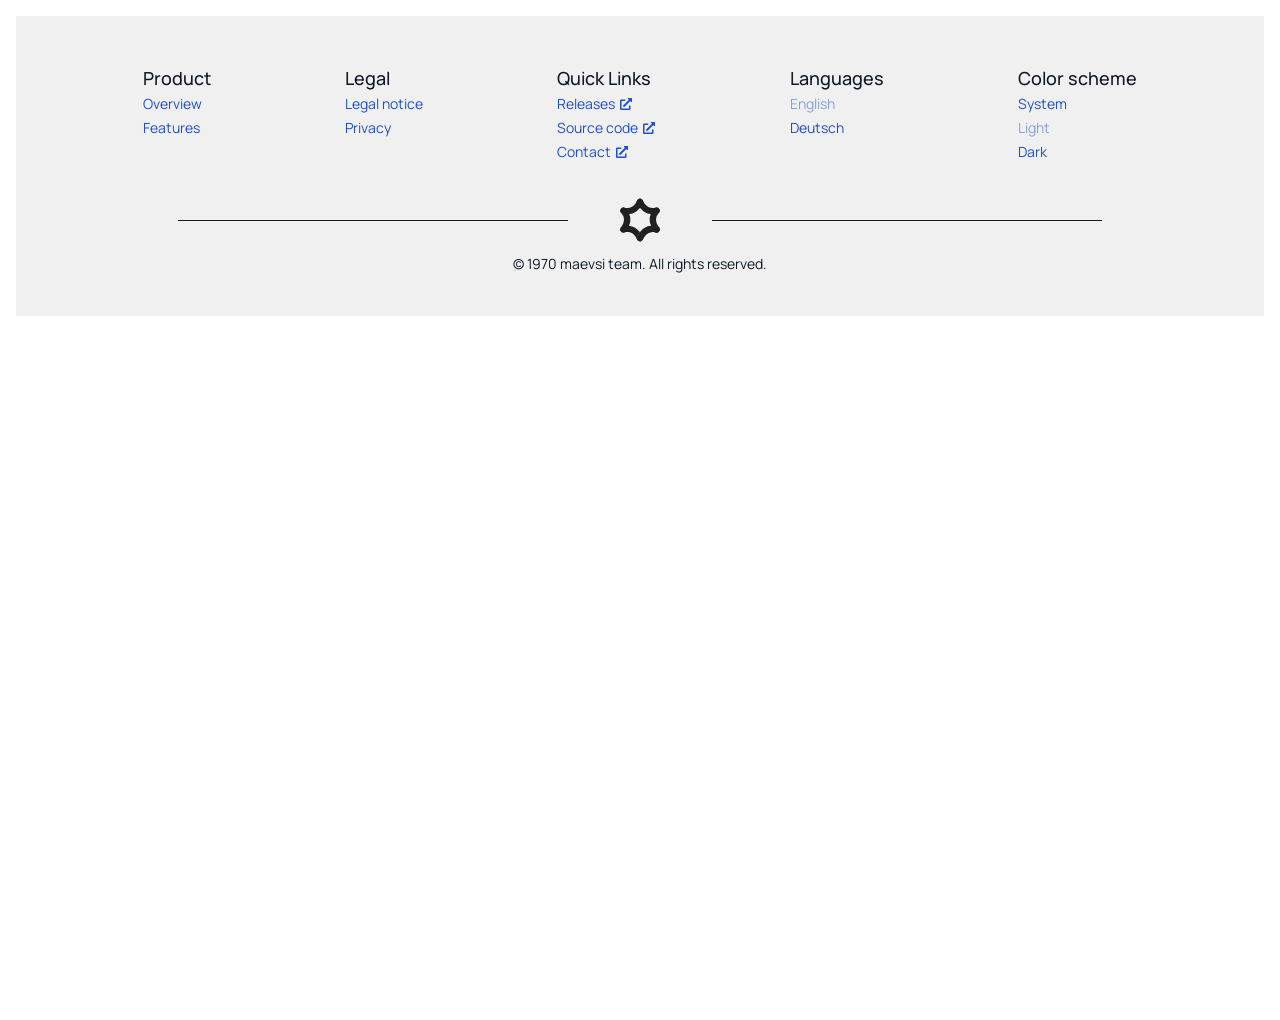 Product
Overview
Features
Legal
Legal notice
Privacy
Quick Links
Releases
Source code
Contact
Languages
English
Deutsch
Color scheme
System
Light
Dark
© 1970 maevsi team. All rights reserved.